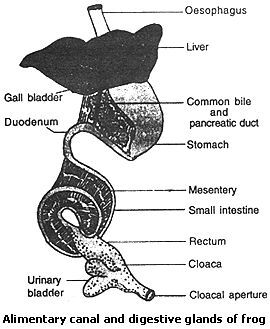 Oesophagus
Liver
Gall bladder
Common bile
and
pancreatic duct
Duodenum
Stomach
Mesentery
Small intestine
Rectum
Cloaca
Urinary
bladder
Cloacal aperture
Alimentary canal and digestive glands of frog